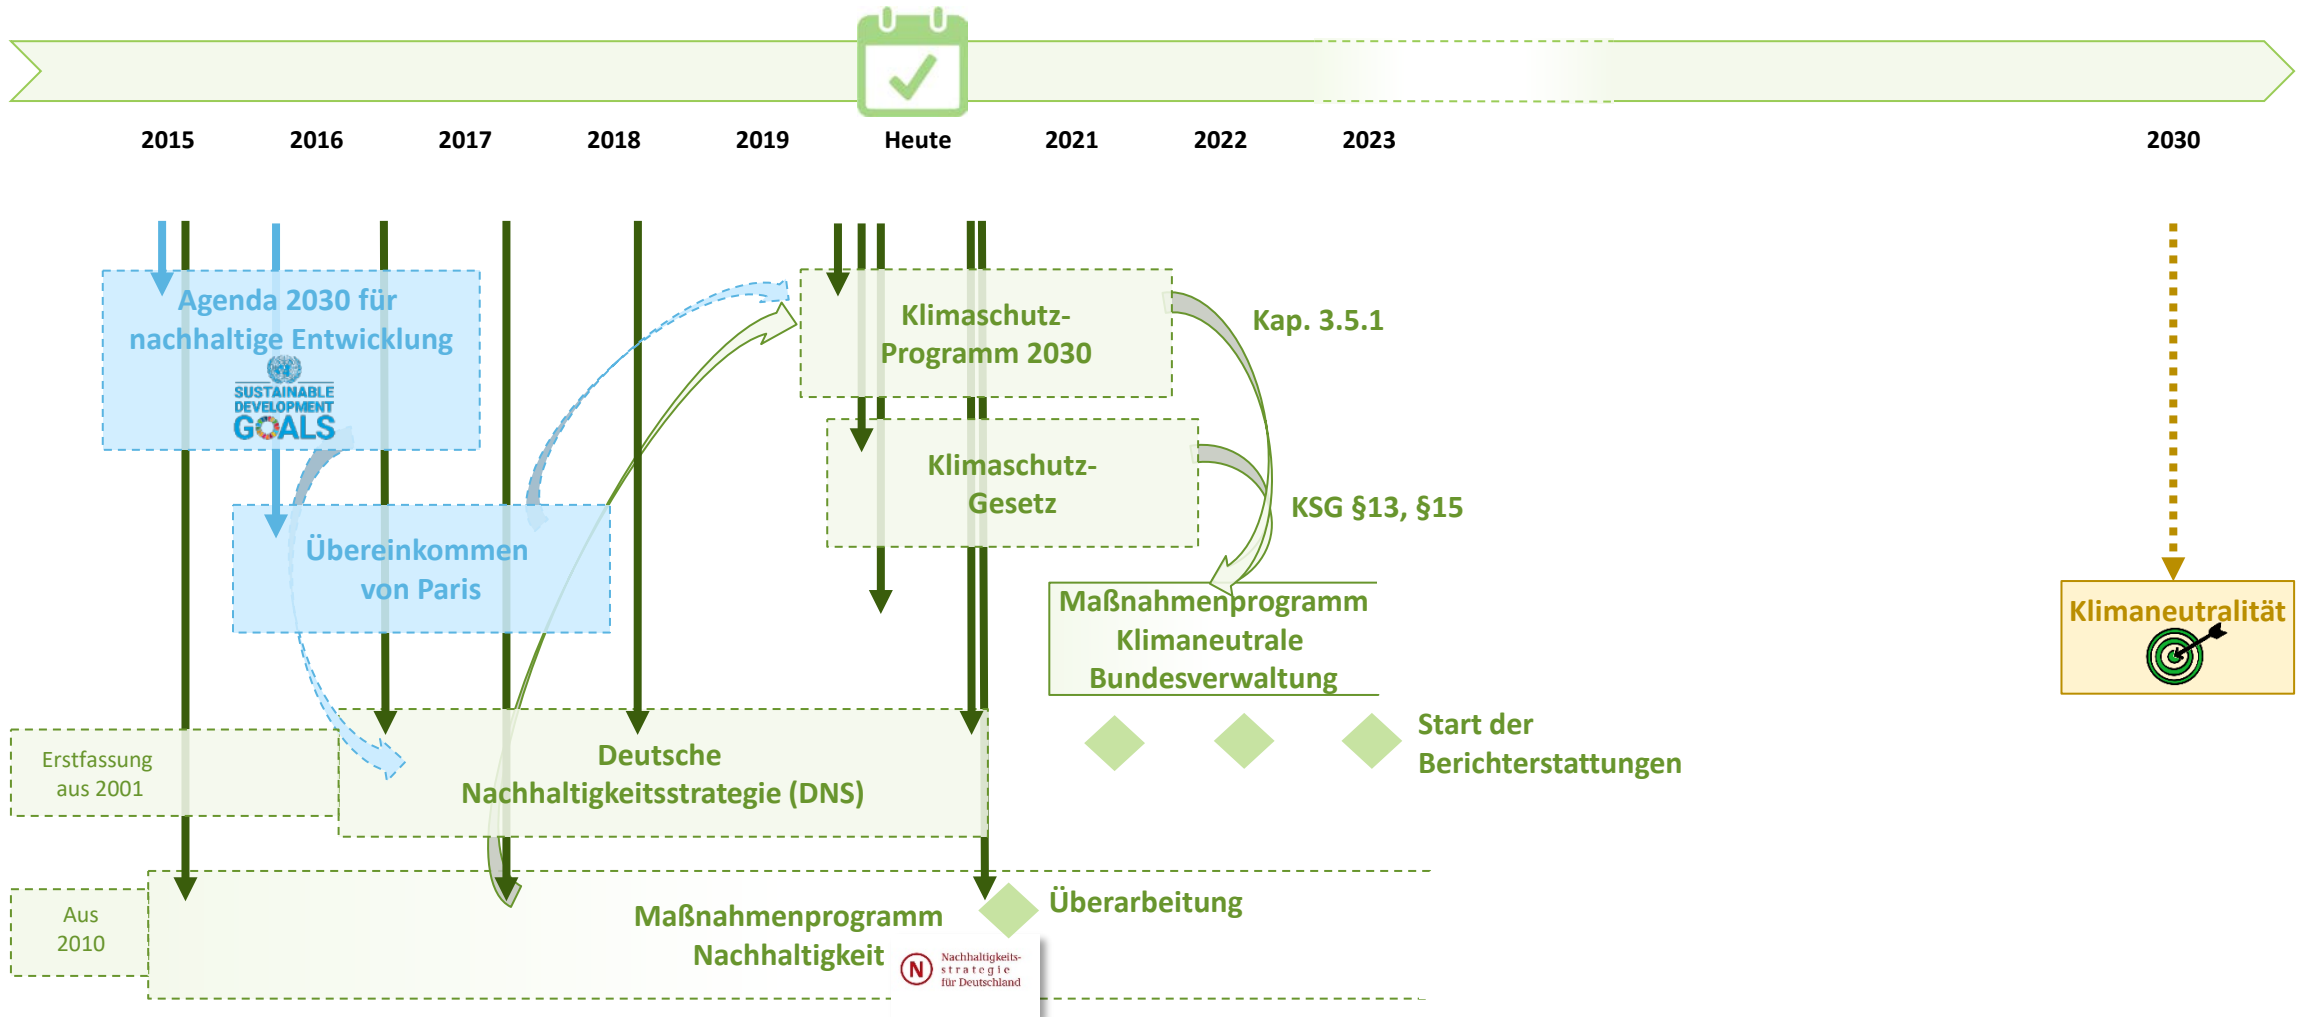 2015 2016 2017 2018 2019 Heute 2021 2022 2023 2030
Agenda 2030 für
nachhaltige Entwicklung
SUSTAINABLE
DEVELOPMENT
GOALS
Klimaschutz-
Programm 2030
Kap. 3.5.1
Klimaschutz-
Gesetz
KSG §13, §15
Übereinkommen
von Paris
Maßnahmenprogramm
Klimaneutrale
Bundesverwaltung
Klimaneutralität
Erstfassung
aus 2001
Deutsche
Nachhaltigkeitsstrategie (DNS)
Start der
Berichterstattungen
Aus
2010
Maßnahmenprogramm
Nachhaltigkeit
Überarbeitung
N
Nachhaltigkeits-
strategie
für Deutschland